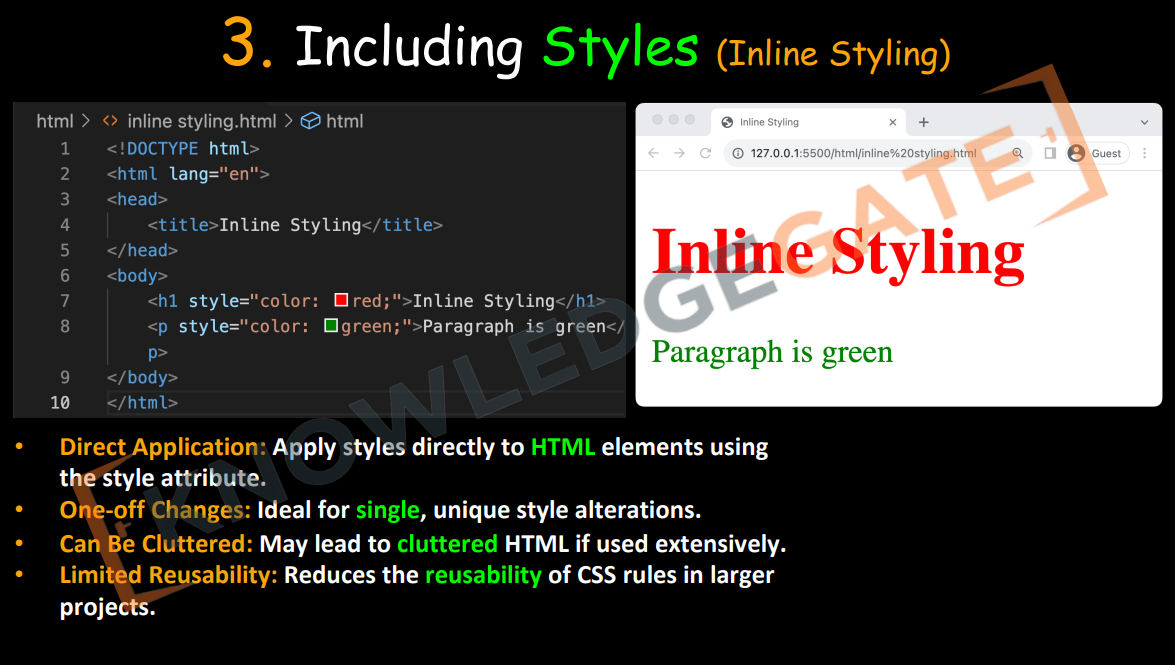 3. Including Styles (Inline Styling)
html > <> inline styling.html > html
1 <!DOCTYPE html>
2 <html lang="en">
3 <head>
4 <title>Inline Styling</title>
5 </head>
6 <body>
7 <h1 style="color: red;">Inline Styling</h1>
8 <p style="color: green;">Paragraph is green</
p>
9 </body>
10 </html>
Inline Styling
127.0.0.1:5500/html/inline%20styling.html
Guest
Inline Styling
Paragraph is green
• Direct Application: Apply styles directly to HTML elements using
the style attribute.
• One-off Changes: Ideal for single, unique style alterations.
• Can Be Cluttered: May lead to cluttered HTML if used extensively.
• Limited Reusability: Reduces the reusability of CSS rules in larger
projects.
KNOWLEDGEGATE